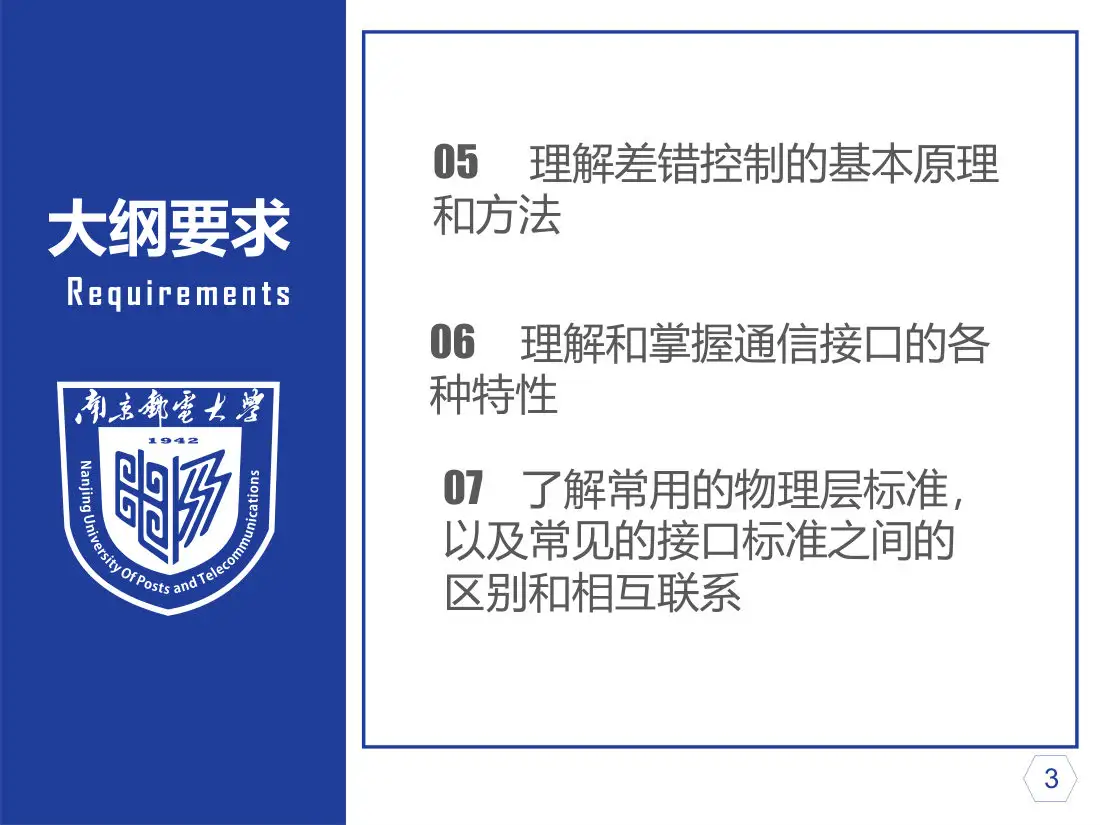 大纲要求
Requirements
南京郵電大學
1942
Nanjing University Of Posts and Telecommunications
05 理解差错控制的基本原理
和方法
06 理解和掌握通信接口的各
种特性
07 了解常用的物理层标准，
以及常见的接口标准之间的
区别和相互联系
3